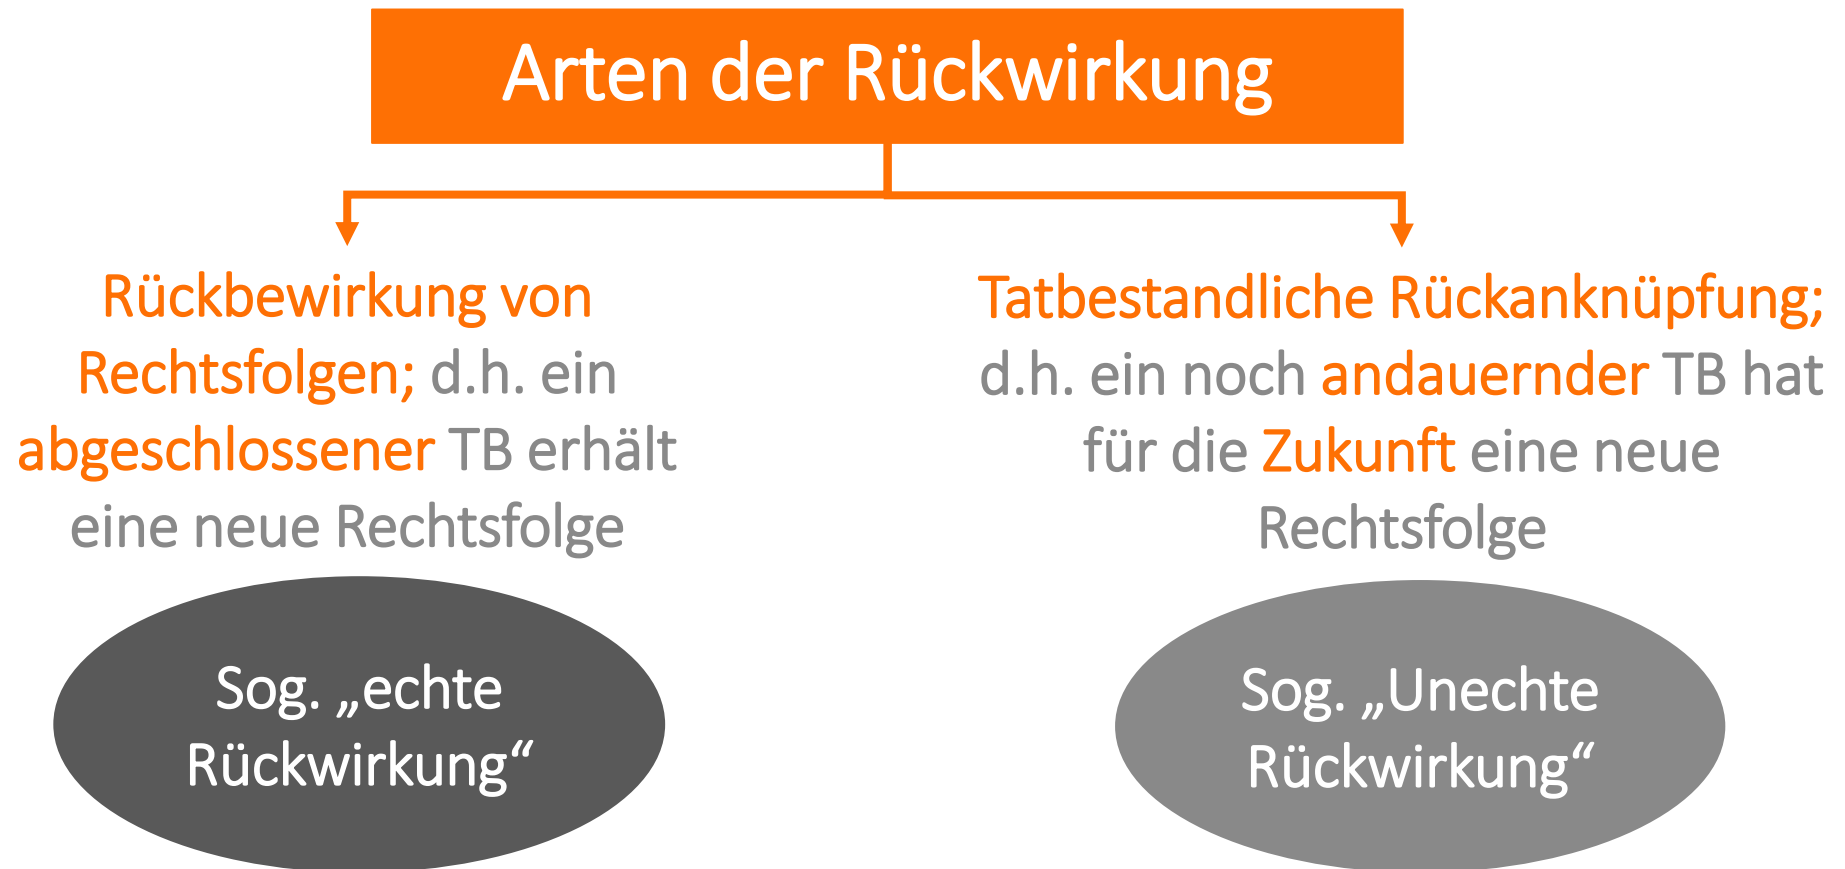 Arten der Rückwirkung
Rückbewirkung von
Rechtsfolgen; d.h. ein
abgeschlossener TB erhält
eine neue Rechtsfolge
Tatbestandliche Rückanknüpfung;
d.h. ein noch andauernder TB hat
für die Zukunft eine neue
Rechtsfolge
Sog. „echte
Rückwirkung“
Sog. „Unechte
Rückwirkung“